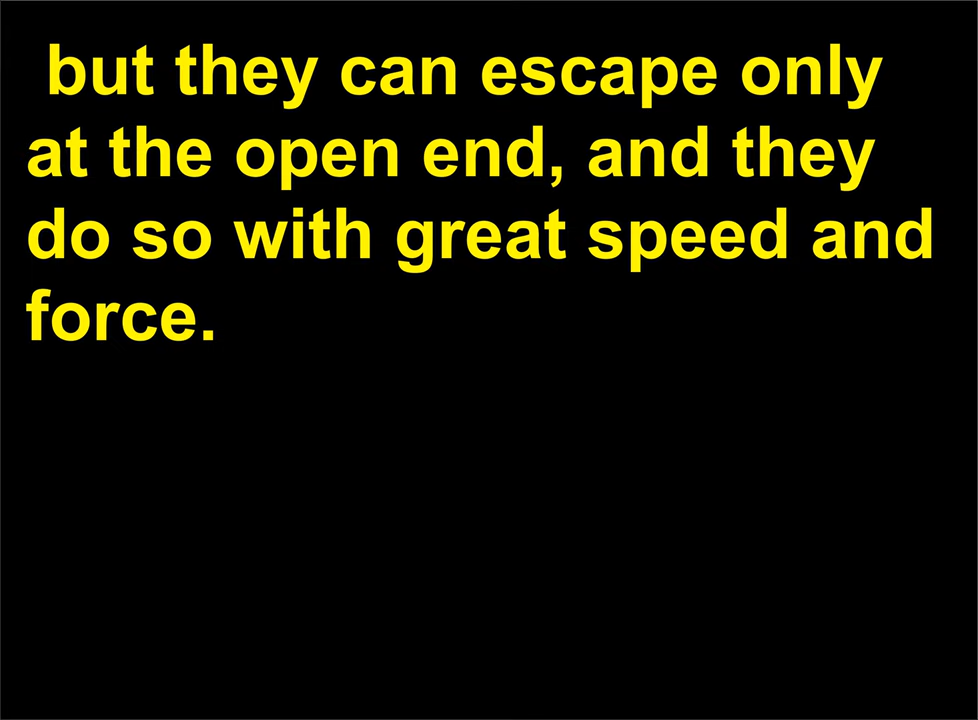 but they can escape only
at the open end, and they
do so with great speed and
force.